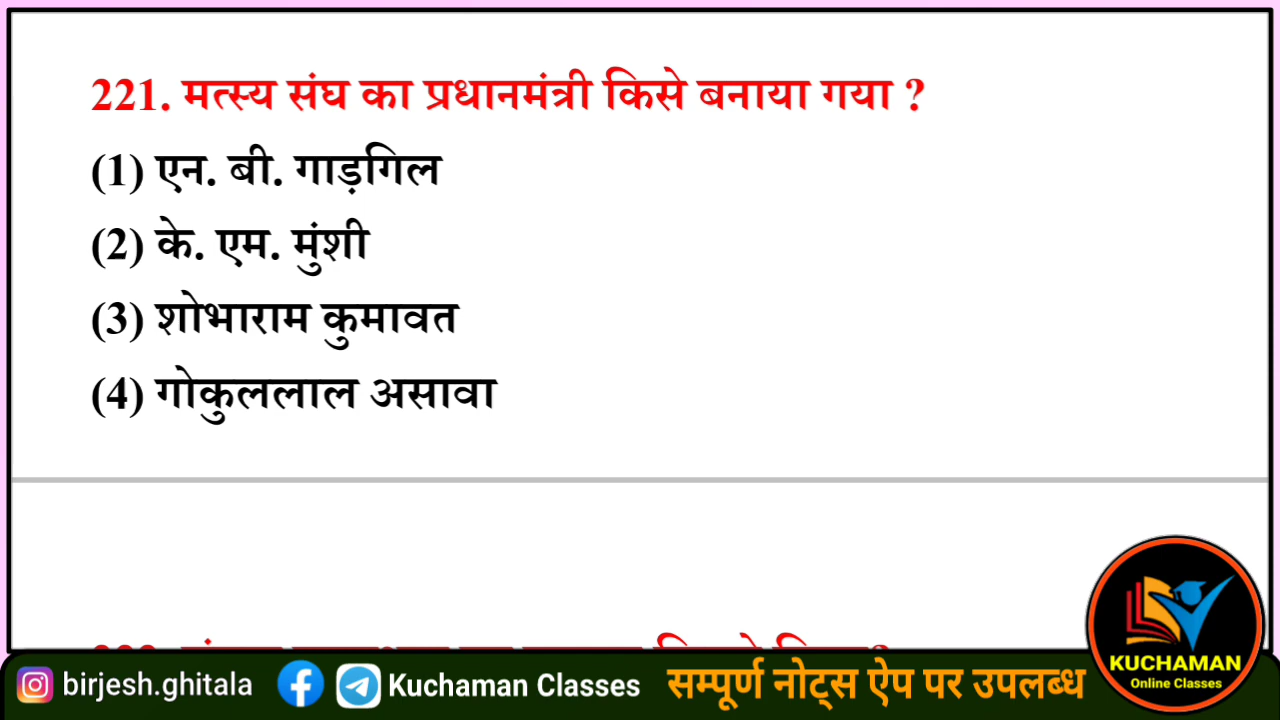 221. मत्स्य संघ का प्रधानमंत्री किसे बनाया गया ?
(1) एन. बी. गाड़गिल
(2) के. एम. मुंशी
(3) शोभाराम कुमावत
(4) गोकुललाल असावा
birjesh.ghitala Kuchaman Classes सम्पूर्ण नोट्स ऐप पर उपलब्ध
KUCHAMAN
Online Classes